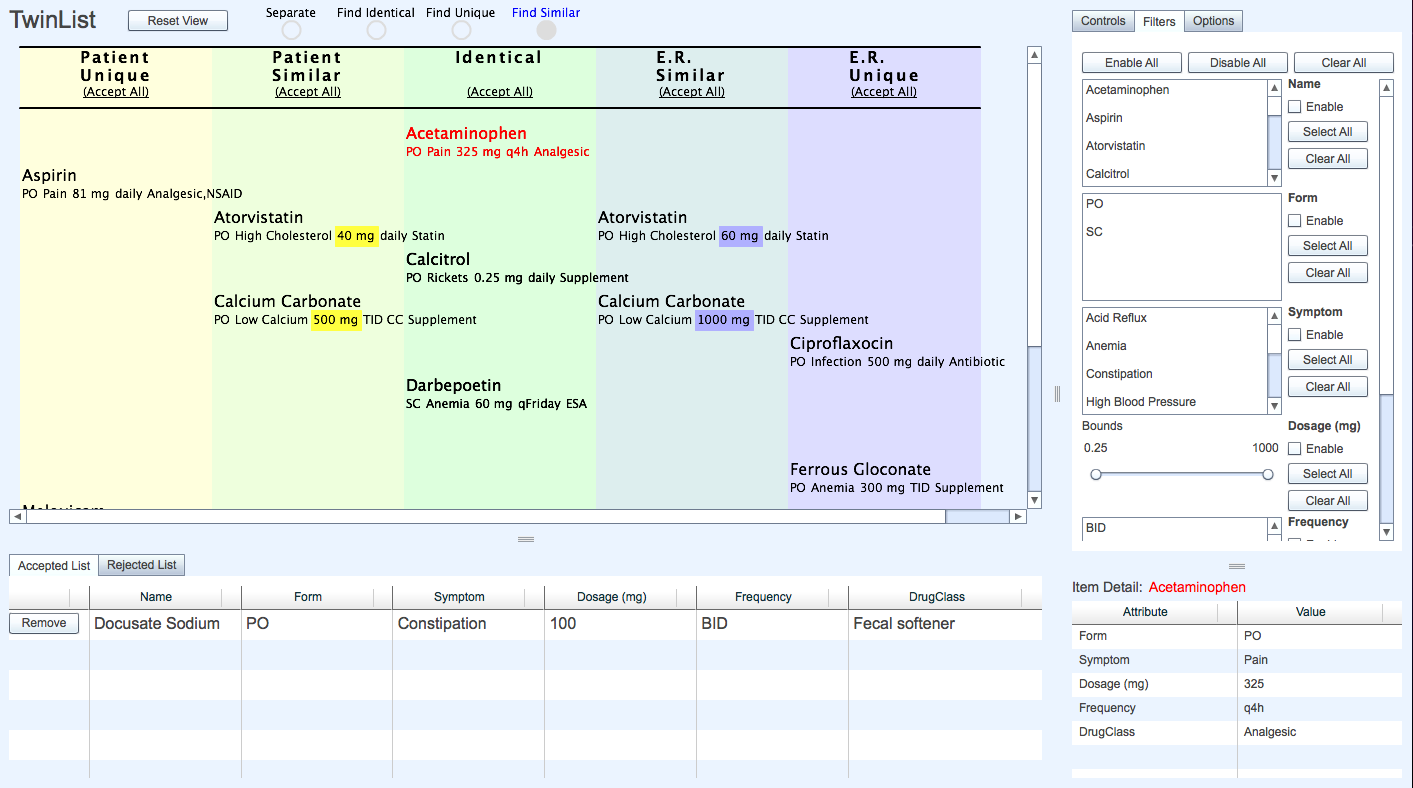 TwinList
Reset View
Separate Find Identical Find Unique Find Similar
Patient Unique
(Accept All)
Patient Similar
(Accept All)
Identical
(Accept All)
E.R. Similar
(Accept All)
E.R. Unique
(Accept All)
Acetaminophen
PO Pain 325 mg q4h Analgesic
Aspirin
PO Pain 81 mg daily Analgesic,NSAID
Atorvistatin
PO High Cholesterol 40 mg daily Statin
Atorvistatin
PO High Cholesterol 60 mg daily Statin
Calcitrol
PO Rickets 0.25 mg daily Supplement
Calcium Carbonate
PO Low Calcium 500 mg TID CC Supplement
Calcium Carbonate
PO Low Calcium 1000 mg TID CC Supplement
Ciproflaxocin
PO Infection 500 mg daily Antibiotic
Darbepoetin
SC Anemia 60 mg qFriday ESA
Ferrous Gloconate
PO Anemia 300 mg TID Supplement
Accepted List Rejected List
Name Form Symptom Dosage (mg) Frequency DrugClass
Remove Docusate Sodium PO Constipation 100 BID Fecal softener
Controls Filters Options
Enable All Disable All Clear All
Acetaminophen
Aspirin
Atorvistatin
Calcitrol
Name
Enable
Select All
Clear All
PO
SC
Form
Enable
Select All
Clear All
Acid Reflux
Anemia
Constipation
High Blood Pressure
Symptom
Enable
Select All
Clear All
Bounds
0.25 1000
Dosage (mg)
Enable
Select All
Clear All
BID
Frequency
Item Detail: Acetaminophen
Attribute Value
Form PO
Symptom Pain
Dosage (mg) 325
Frequency q4h
DrugClass Analgesic